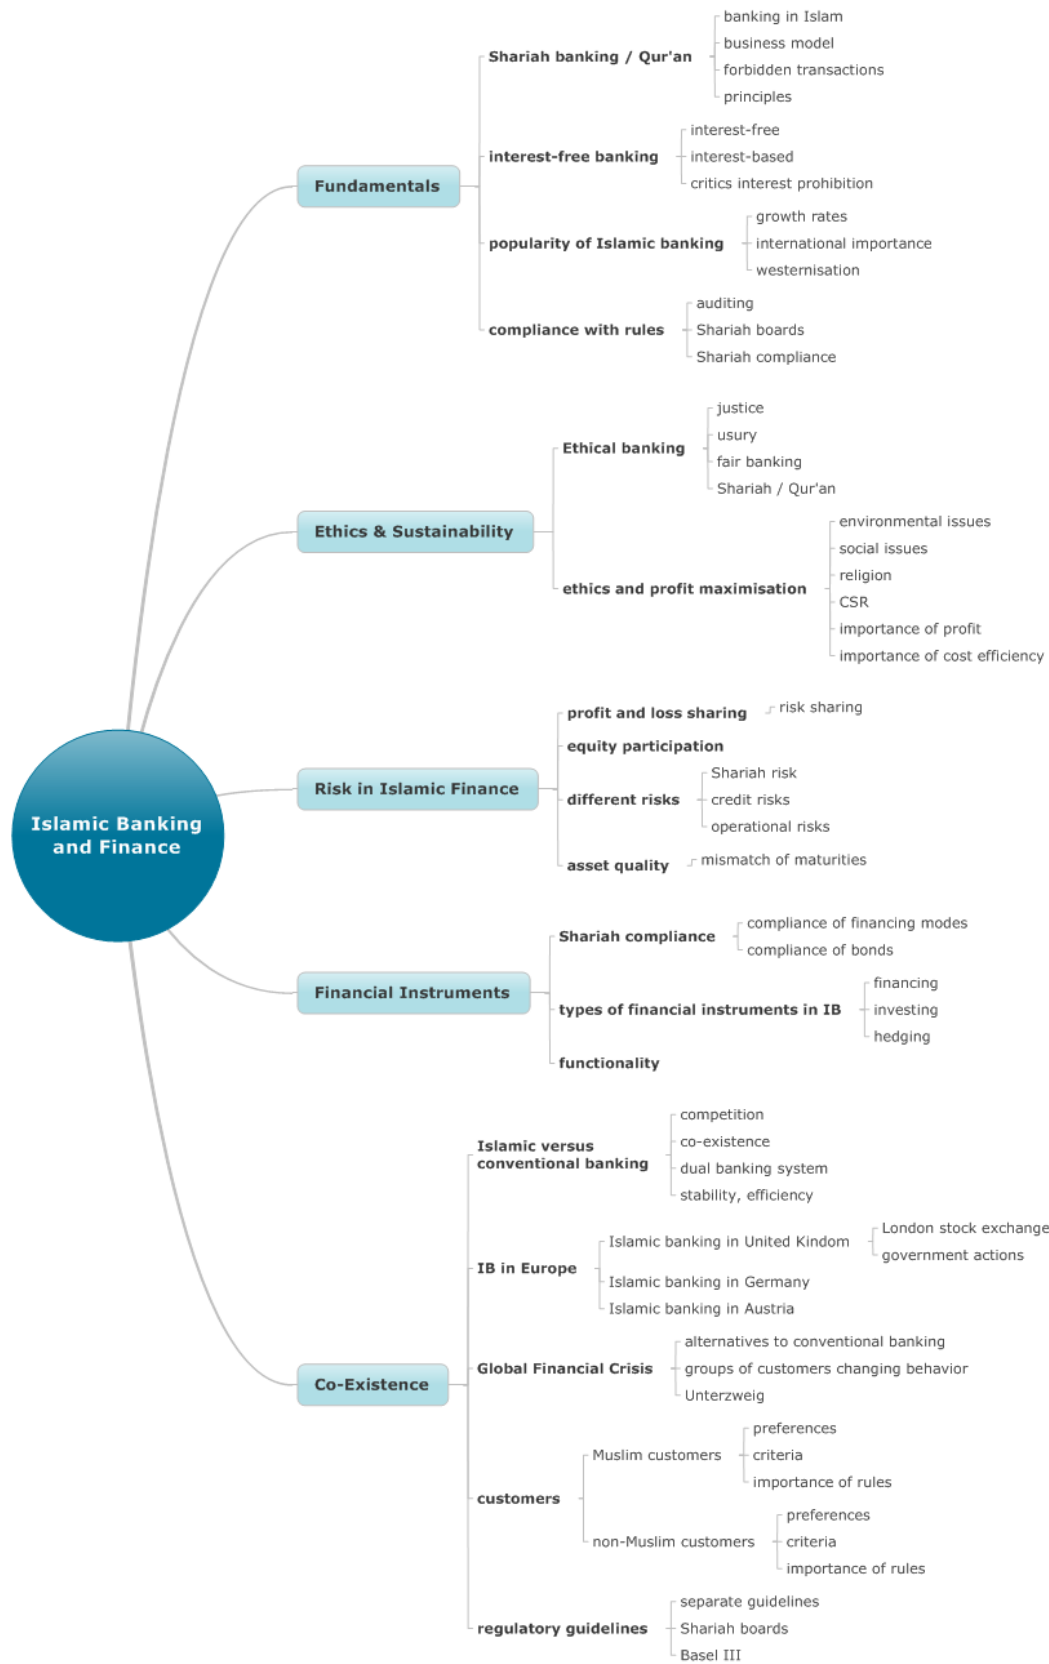 Islamic Banking
and Finance
Fundamentals
Shariah banking / Qur'an
banking in Islam
business model
forbidden transactions
principles
interest-free banking
interest-free
interest-based
critics interest prohibition
popularity of Islamic banking
growth rates
international importance
westernisation
compliance with rules
auditing
Shariah boards
Shariah compliance
Ethics & Sustainability
Ethical banking
justice
usury
fair banking
Shariah / Qur'an
ethics and profit maximisation
environmental issues
social issues
religion
CSR
importance of profit
importance of cost efficiency
Risk in Islamic Finance
profit and loss sharing
risk sharing
equity participation
different risks
Shariah risk
credit risks
operational risks
asset quality
mismatch of maturities
Financial Instruments
Shariah compliance
compliance of financing modes
compliance of bonds
types of financial instruments in IB
financing
investing
hedging
functionality
Co-Existence
Islamic versus
conventional banking
competition
co-existence
dual banking system
stability, efficiency
IB in Europe
Islamic banking in United Kindom
London stock exchange
government actions
Islamic banking in Germany
Islamic banking in Austria
Global Financial Crisis
alternatives to conventional banking
groups of customers changing behavior
Unterzweig
customers
Muslim customers
preferences
criteria
importance of rules
non-Muslim customers
preferences
criteria
importance of rules
regulatory guidelines
separate guidelines
Shariah boards
Basel III